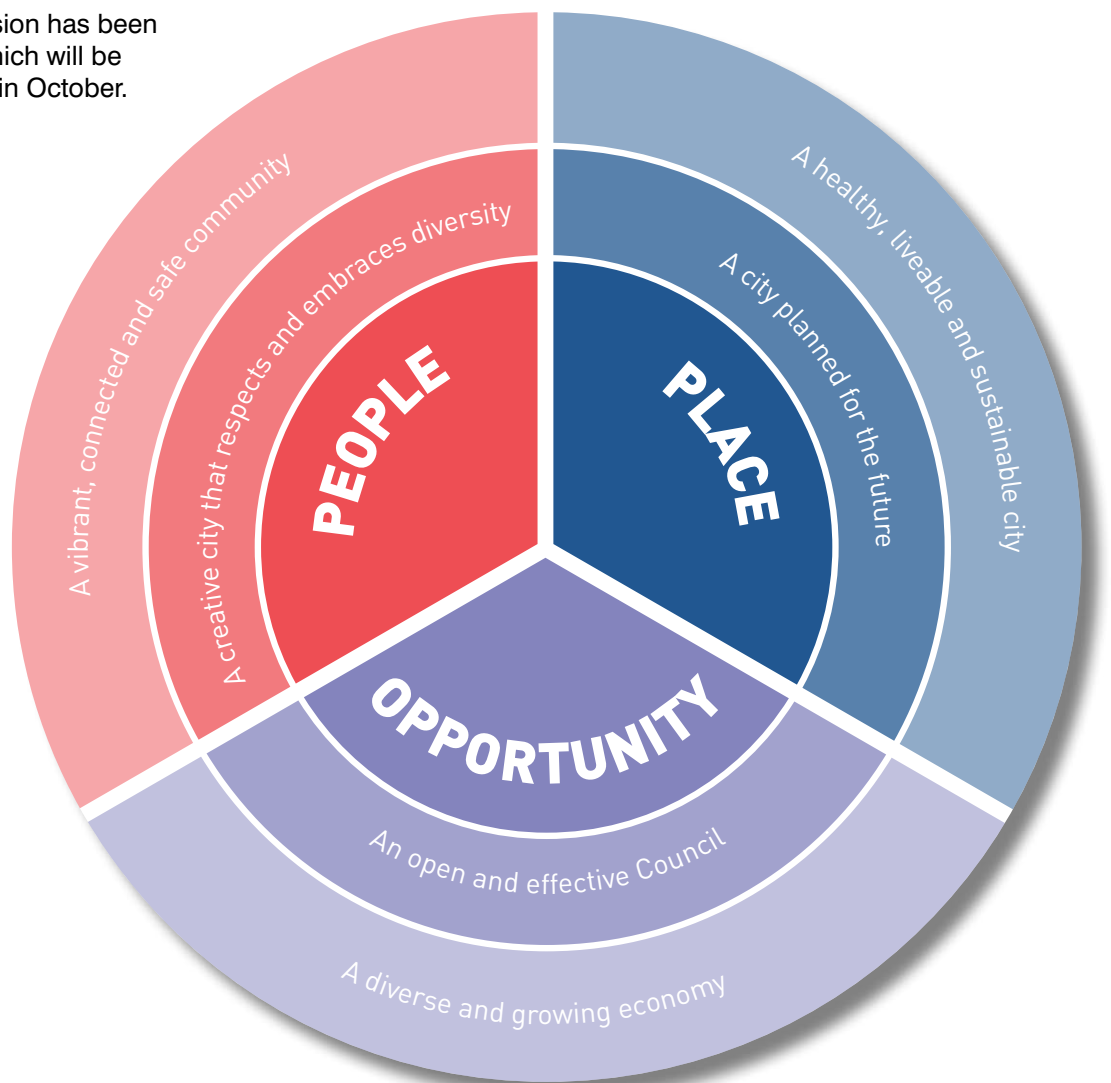 sion has been
hich will be
in October.
A vibrant, connected and safe community
A creative city that respects and embraces diversity
PEOPLE
A healthy, liveable and sustainable city
A city planned for the future
PLACE
OPPORTUNITY
An open and effective Council
A diverse and growing economy